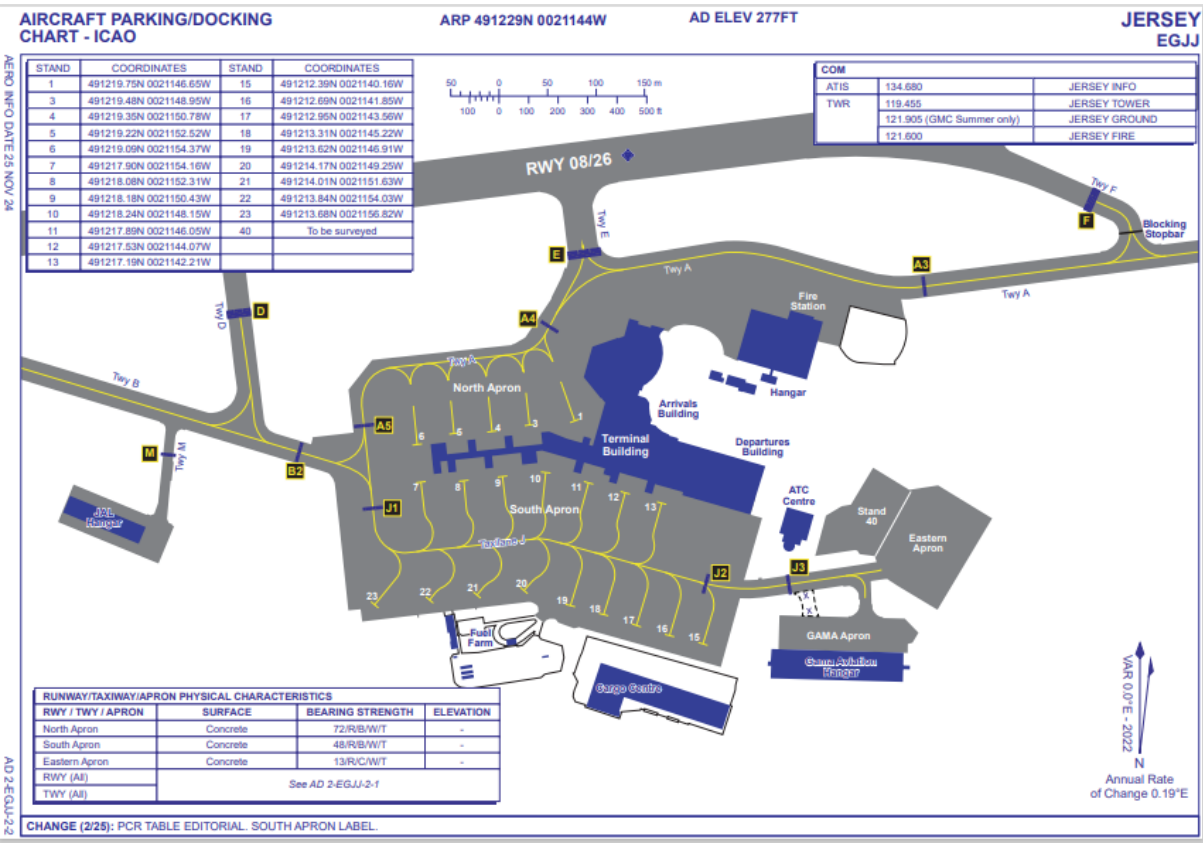 AIRCRAFT PARKING/DOCKING
CHART - ICAO
ARP 491229N 0021144W
AD ELEV 277FT
JERSEY
EGJJ
AERO INFO DATE 25 NOV 24
STAND COORDINATES STAND COORDINATES
1 491219.75N 0021146.65W 15 491212.39N 0021140.16W
3 491219.48N 0021148.95W 16 491212.69N 0021141.85W
4 491219.35N 0021150.78W 17 491212.95N 0021143.56W
5 491219.22N 0021152.52W 18 491213.31N 0021145.22W
6 491219.09N 0021154.37W 19 491213.62N 0021146.91W
7 491217.90N 0021154.16W 20 491214.17N 0021149.25W
8 491218.08N 0021152.31W 21 491214.01N 0021151.63W
9 491218.18N 0021150.43W 22 491213.84N 0021154.03W
10 491218.24N 0021148.15W 23 491213.68N 0021156.82W
11 491217.89N 0021146.05W 40 To be surveyed
12 491217.53N 0021144.07W
13 491217.19N 0021142.21W
50 0 50 100 150 m
100 0 100 200 300 400 500 ft
COM
ATIS 134.680 JERSEY INFO
TWR 119.455 JERSEY TOWER
121.905 (GMC Summer only) JERSEY GROUND
121.600 JERSEY FIRE
RWY 08/26
Twy F
F
Blocking
Stopbar
Twy E
E
Twy A
A3
Twy A
Twy D
D
A4
Fire
Station
Twy A
Twy B
North Apron
Hangar
Arrivals
Building
1
3
4
5
6
A5
Terminal
Building
Departures
Building
M
Twy M
B2
7
8
9
10
11
12
13
ATC
Centre
JAL
Hangar
J1
South Apron
Stand
40
Eastern
Apron
Taxilane J
J2
J3
23
22
21
20
19
18
17
16
15
X
X
Fuel
Farm
GAMA Apron
Gama Aviation
Hangar
Cargo Centre
VAR 0.0°E - 2022
N
Annual Rate
of Change 0.19°E
RUNWAY/TAXIWAY/APRON PHYSICAL CHARACTERISTICS
RWY / TWY / APRON SURFACE BEARING STRENGTH ELEVATION
North Apron Concrete 72/R/B/W/T -
South Apron Concrete 48/R/B/W/T -
Eastern Apron Concrete 13/R/C/W/T -
RWY (All)
See AD 2-EGJJ-2-1
TWY (All)
AD 2-EGJJ-2-2
CHANGE (2/25): PCR TABLE EDITORIAL. SOUTH APRON LABEL.